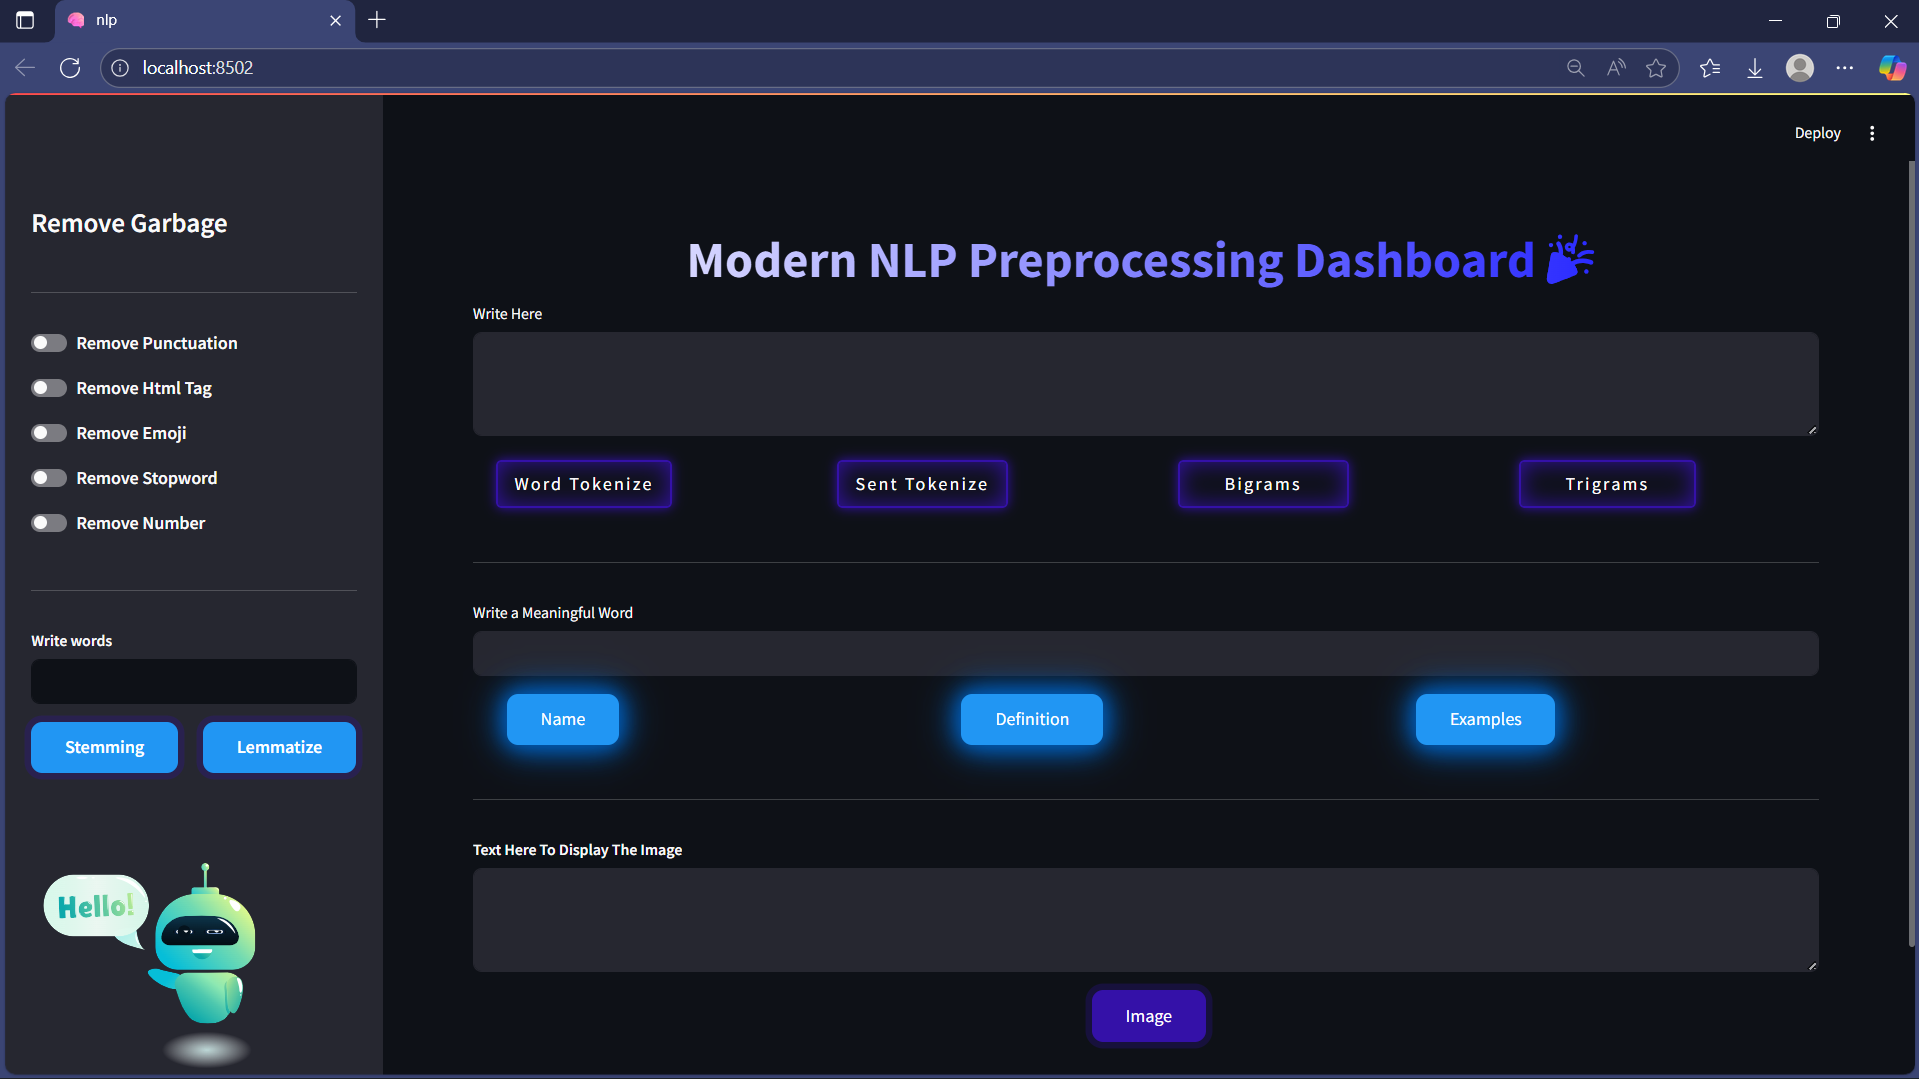 nlp
localhost:8502
Deploy
Remove Garbage
Remove Punctuation
Remove Html Tag
Remove Emoji
Remove Stopword
Remove Number
Write words
Stemming
Lemmatize
Hello!
Modern NLP Preprocessing Dashboard
Write Here
Word Tokenize
Sent Tokenize
Bigrams
Trigrams
Write a Meaningful Word
Name
Definition
Examples
Text Here To Display The Image
Image